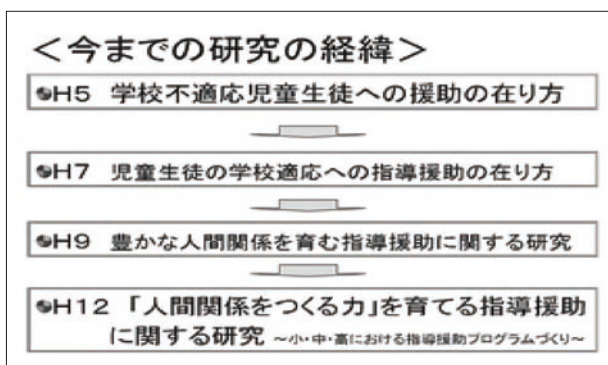 ＜今までの研究の経緯＞
H5 学校不適応児童生徒への援助の在り方
H7 児童生徒の学校適応への指導援助の在り方
H9 豊かな人間関係を育む指導援助に関する研究
H12「人間関係をつくる力」を育てる指導援助
に関する研究 ～小・中・高における指導援助プログラムづくり～